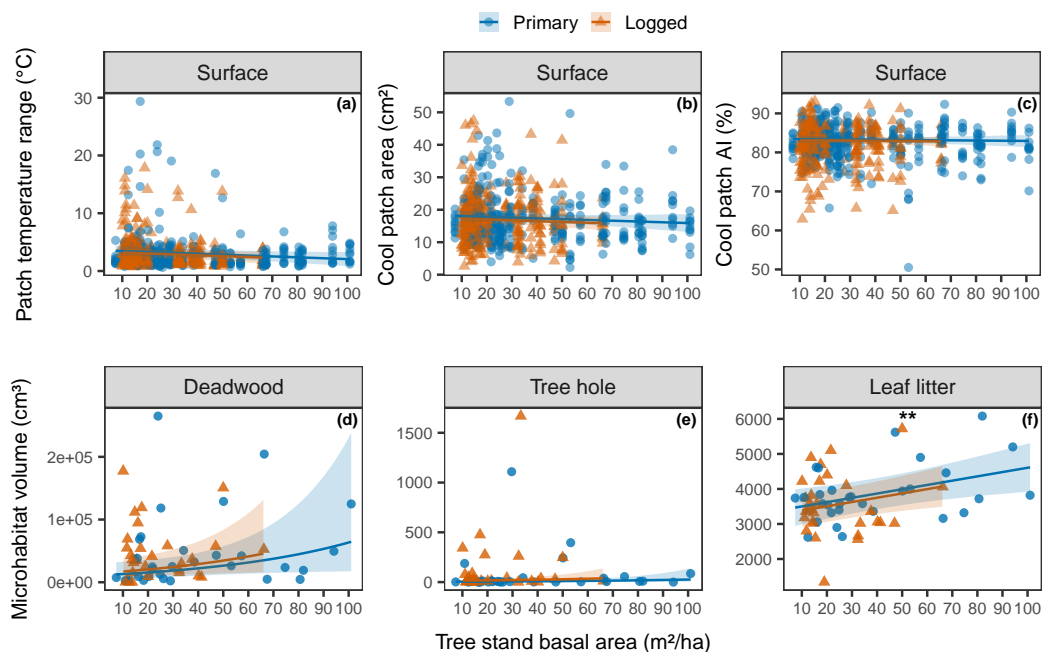 Primary Logged
Patch temperature range (°C)
Surface
(a)
30
20
10
0
10 20 30 40 50 60 70 80 90 100
Cool patch area (cm²)
Surface
(b)
50
40
30
20
10
0
10 20 30 40 50 60 70 80 90 100
Cool patch AI (%)
Surface
(c)
90
80
70
60
50
10 20 30 40 50 60 70 80 90 100
Microhabitat volume (cm³)
Deadwood
(d)
2e+05
1e+05
0e+00
10 20 30 40 50 60 70 80 90 100
Tree hole
(e)
1500
1000
500
0
10 20 30 40 50 60 70 80 90 100
Leaf litter
**
(f)
6000
5000
4000
3000
2000
10 20 30 40 50 60 70 80 90 100
Tree stand basal area (m²/ha)